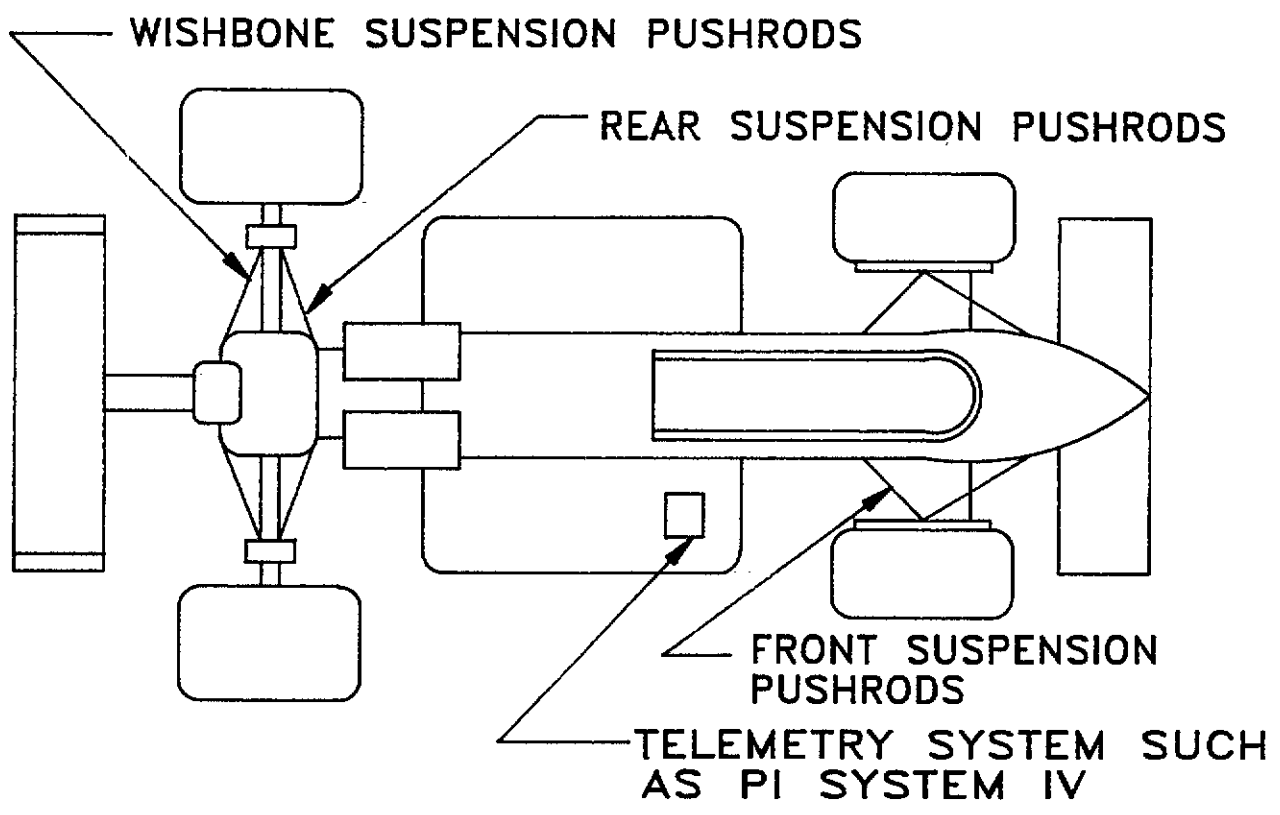 WISHBONE SUSPENSION PUSHRODS
REAR SUSPENSION PUSHRODS
FRONT SUSPENSION
PUSHRODS
TELEMETRY SYSTEM SUCH
AS PI SYSTEM IV